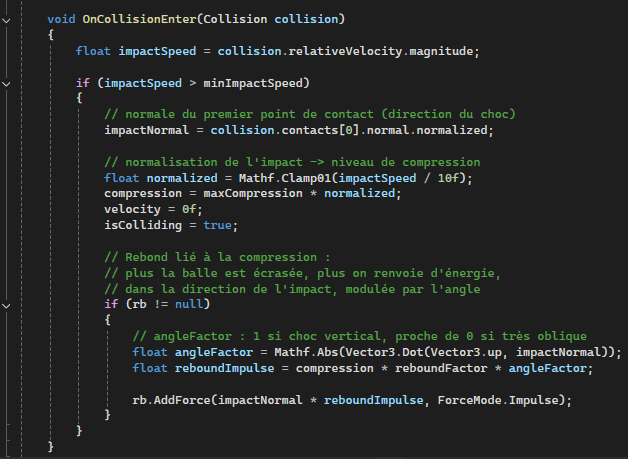 void OnCollisionEnter(Collision collision)
{
float impactSpeed = collision.relativeVelocity.magnitude;
if (impactSpeed > minImpactSpeed)
{
// normale du premier point de contact (direction du choc)
impactNormal = collision.contacts[0].normal.normalized;
// normalisation de l'impact -> niveau de compression
float normalized = Mathf.Clamp01(impactSpeed / 10f);
compression = maxCompression * normalized;
velocity = 0f;
isColliding = true;
// Rebond lié à la compression :
// plus la balle est écrasée, plus on renvoie d'énergie,
// dans la direction de l'impact, modulée par l'angle
if (rb != null)
{
// angleFactor : 1 si choc vertical, proche de 0 si très oblique
float angleFactor = Mathf.Abs(Vector3.Dot(Vector3.up, impactNormal));
float reboundImpulse = compression * reboundFactor * angleFactor;
rb.AddForce(impactNormal * reboundImpulse, ForceMode.Impulse);
}
}
}